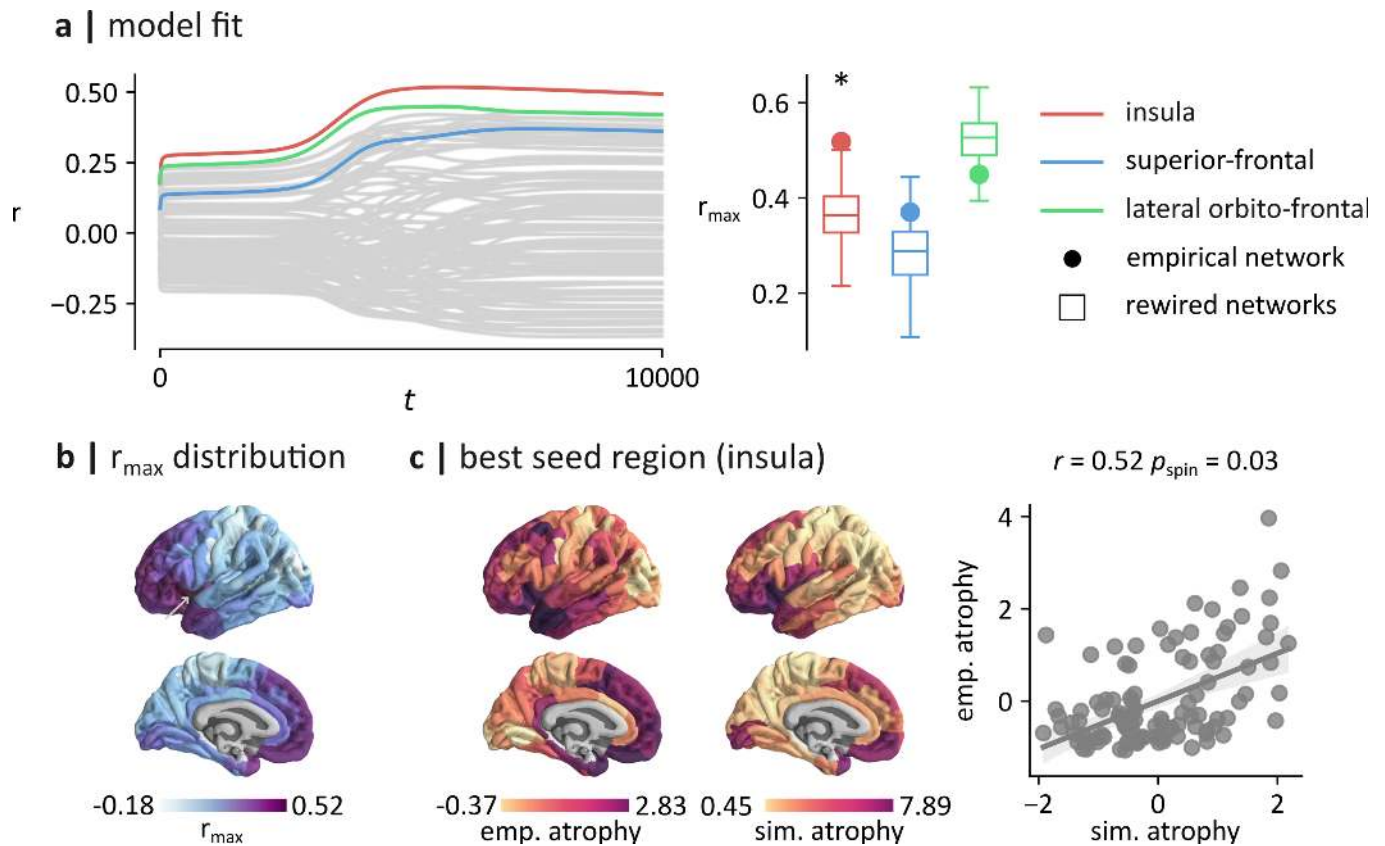 a | model fit
0.50
0.25
0.00
−0.25
r
0
10000
t
*
0.6
0.4
0.2
rmax
insula
superior-frontal
lateral orbito-frontal
empirical network
rewired networks
b | rmax distribution
-0.18
0.52
rmax
c | best seed region (insula)
-0.37
2.83
emp. atrophy
0.45
7.89
sim. atrophy
r = 0.52 pspin = 0.03
4
2
0
emp. atrophy
−2
0
2
sim. atrophy